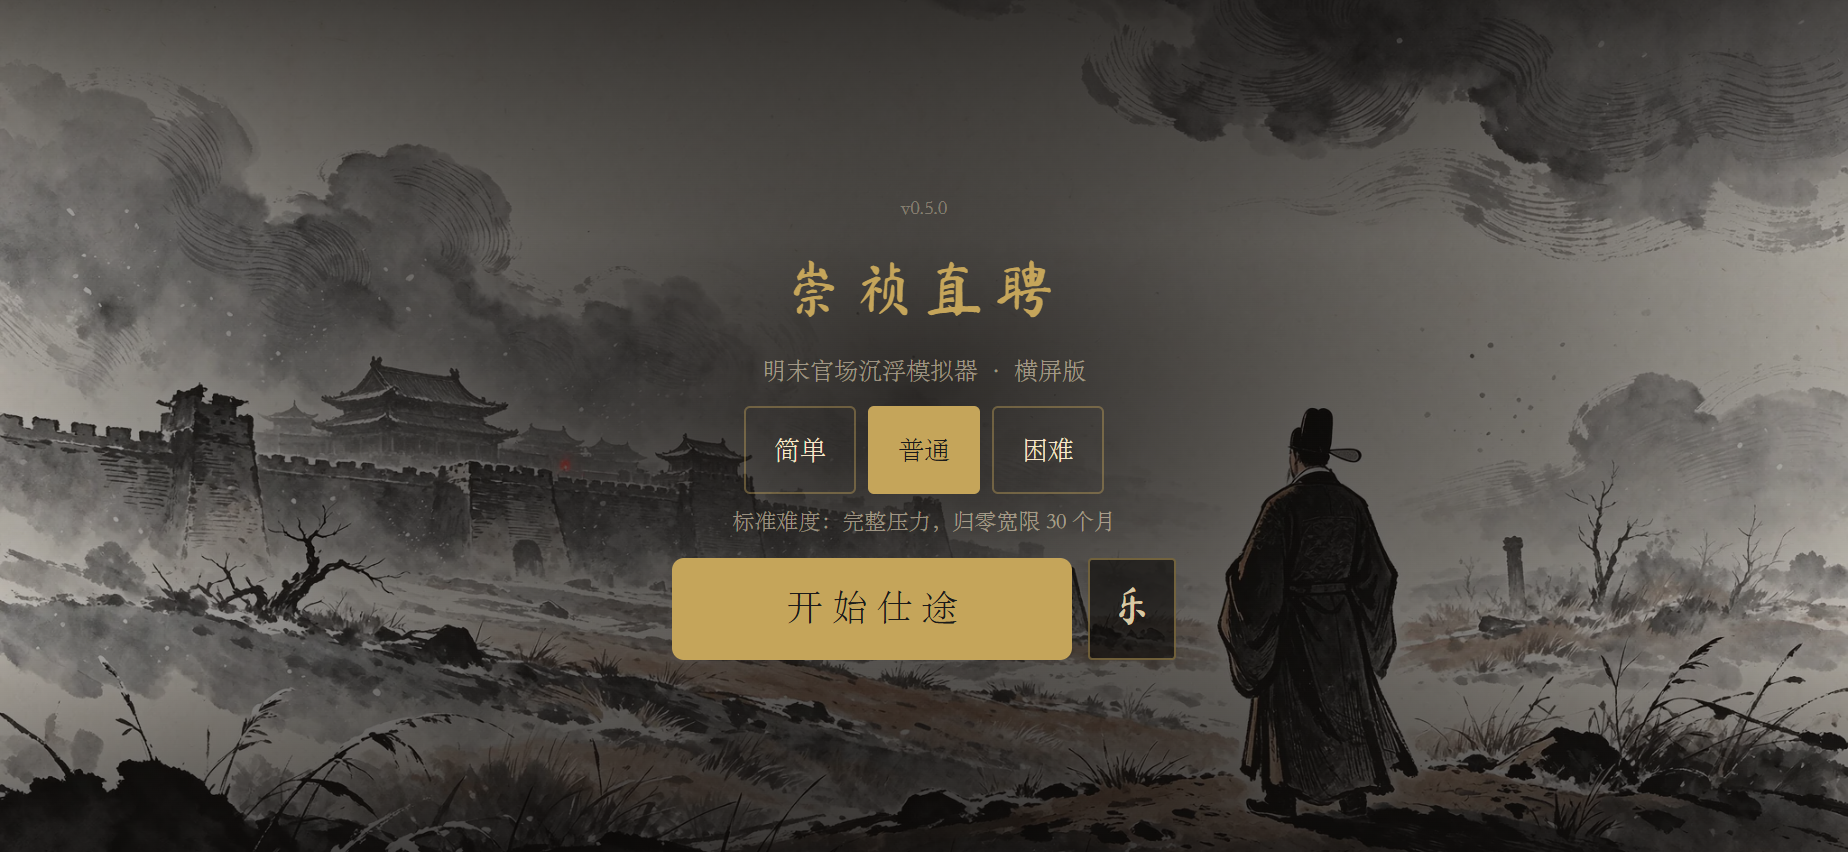 v0.5.0
崇祯直聘
明末官场沉浮模拟器 · 横屏版
简单 普通 困难
标准难度：完整压力，归零宽限 30 个月
开始仕途 乐